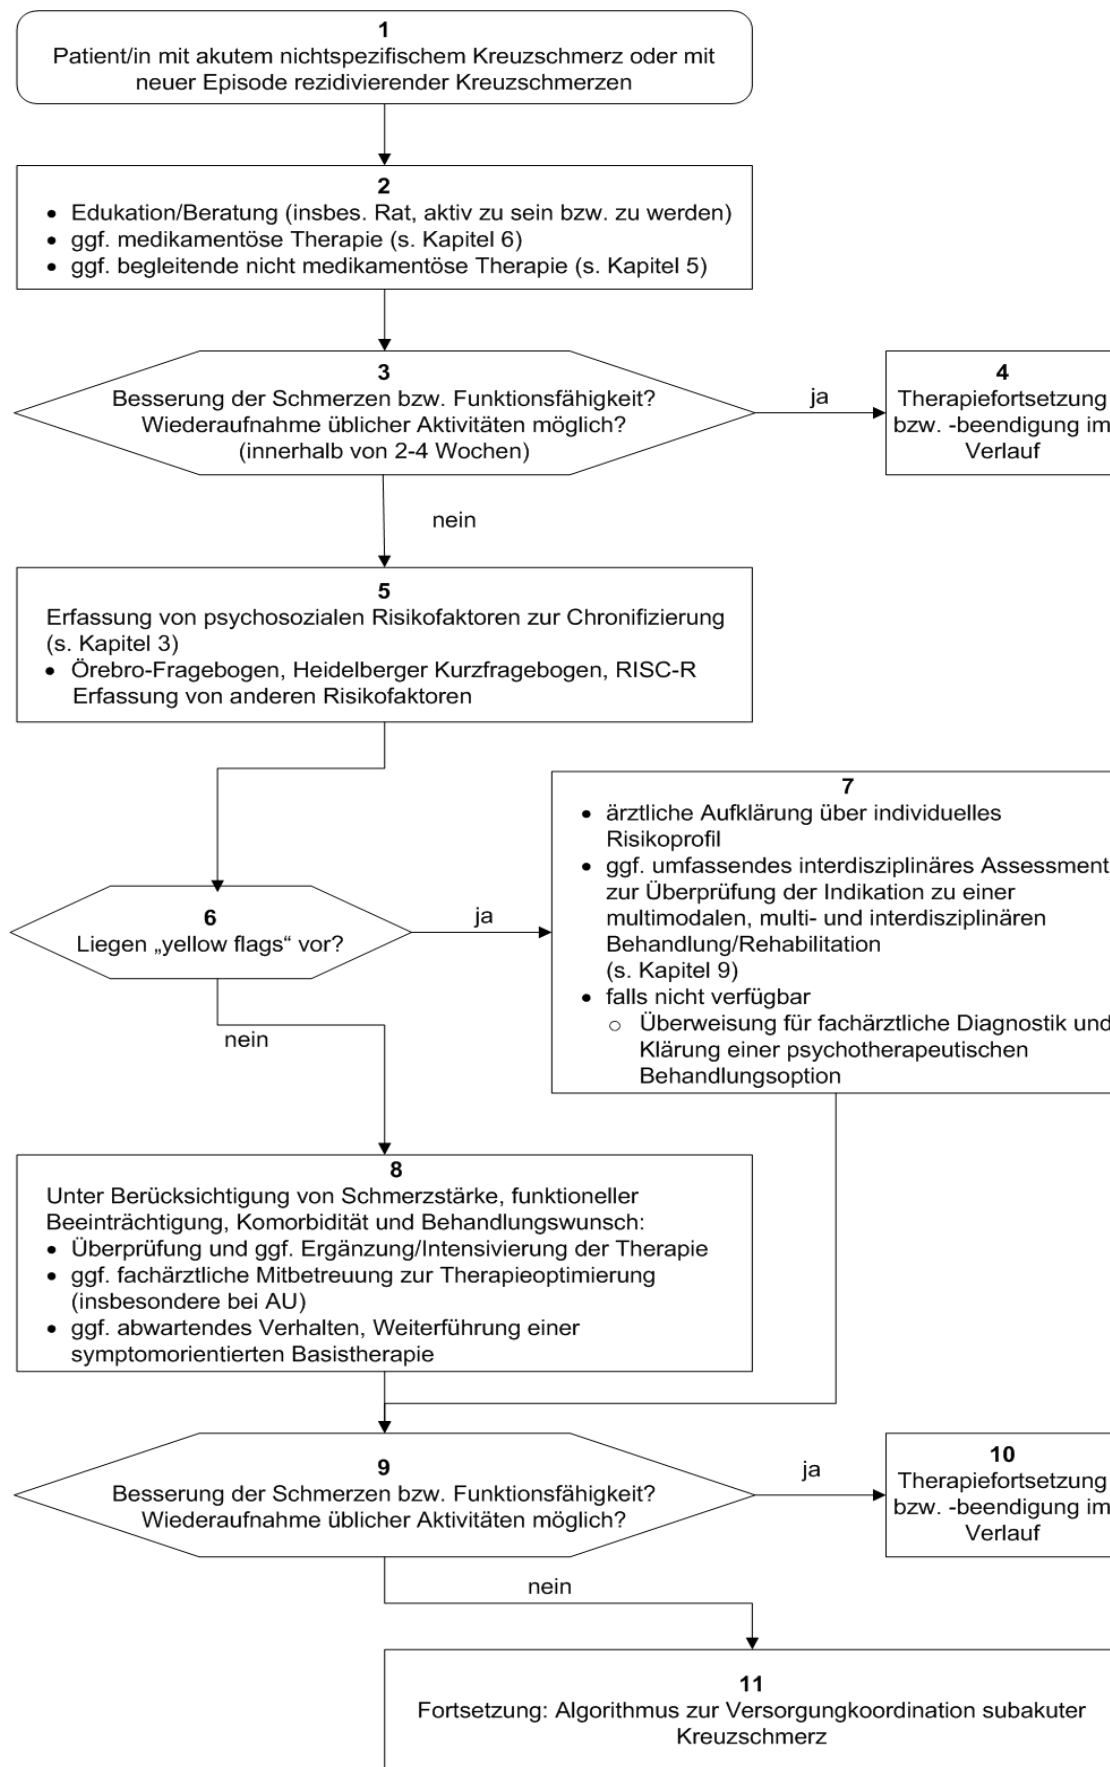 1
Patient/in mit akutem nichtspezifischem Kreuzschmerz oder mit
neuer Episode rezidivierender Kreuzschmerzen
2
• Edukation/Beratung (insbes. Rat, aktiv zu sein bzw. zu werden)
• ggf. medikamentöse Therapie (s. Kapitel 6)
• ggf. begleitende nicht medikamentöse Therapie (s. Kapitel 5)
3
Besserung der Schmerzen bzw. Funktionsfähigkeit?
Wiederaufnahme üblicher Aktivitäten möglich?
(innerhalb von 2-4 Wochen)
ja
4
Therapiefortsetzung
bzw. -beendigung im
Verlauf
nein
5
Erfassung von psychosozialen Risikofaktoren zur Chronifizierung
(s. Kapitel 3)
• Örebro-Fragebogen, Heidelberger Kurzfragebogen, RISC-R
Erfassung von anderen Risikofaktoren
6
Liegen „yellow flags“ vor?
ja
7
• ärztliche Aufklärung über individuelles
Risikoprofil
• ggf. umfassendes interdisziplinäres Assessment
zur Überprüfung der Indikation zu einer
multimodalen, multi- und interdisziplinären
Behandlung/Rehabilitation
(s. Kapitel 9)
• falls nicht verfügbar
o Überweisung für fachärztliche Diagnostik und
Klärung einer psychotherapeutischen
Behandlungsoption
nein
8
Unter Berücksichtigung von Schmerzstärke, funktioneller
Beeinträchtigung, Komorbidität und Behandlungswunsch:
• Überprüfung und ggf. Ergänzung/Intensivierung der Therapie
• ggf. fachärztliche Mitbetreuung zur Therapieoptimierung
(insbesondere bei AU)
• ggf. abwartendes Verhalten, Weiterführung einer
symptomorientierten Basistherapie
9
Besserung der Schmerzen bzw. Funktionsfähigkeit?
Wiederaufnahme üblicher Aktivitäten möglich?
ja
10
Therapiefortsetzung
bzw. -beendigung im
Verlauf
nein
11
Fortsetzung: Algorithmus zur Versorgungkoordination subakuter
Kreuzschmerz